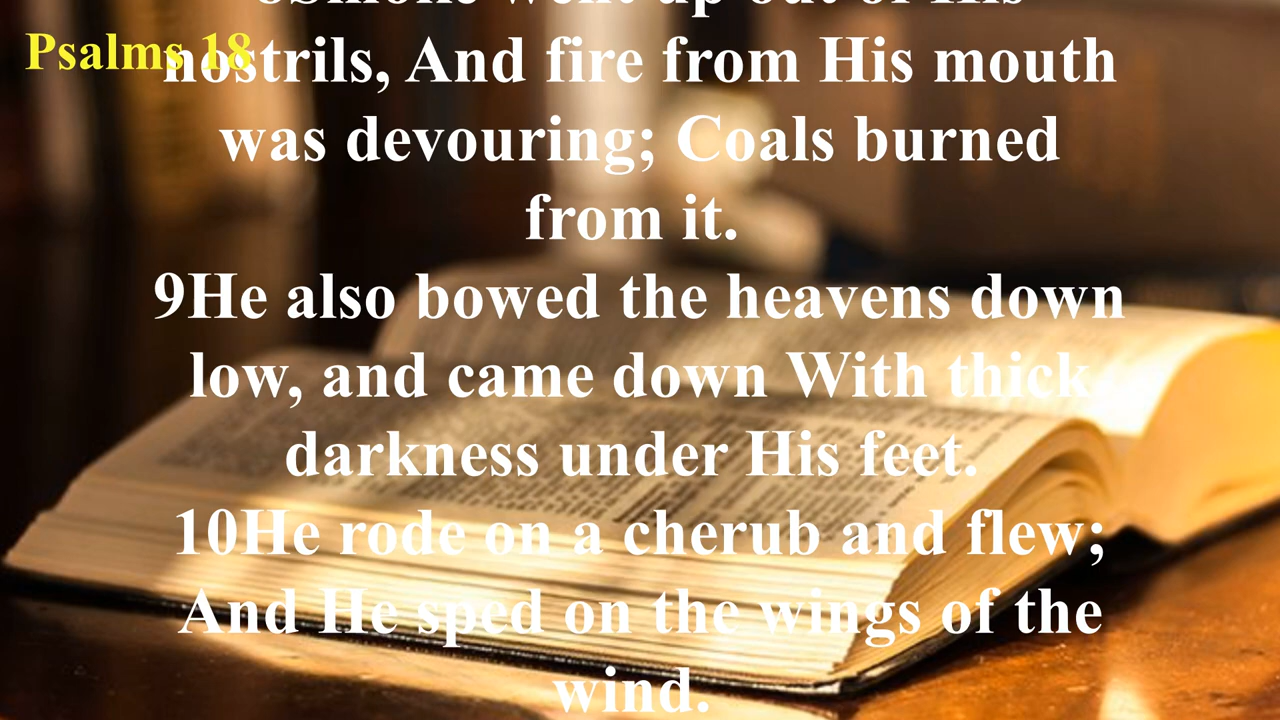 8Smoke went up out of His
Psalms 18
nostrils, And fire from His mouth
was devouring; Coals burned
from it.
9He also bowed the heavens down
low, and came down With thick
darkness under His feet.
10He rode on a cherub and flew;
And He sped on the wings of the
wind.